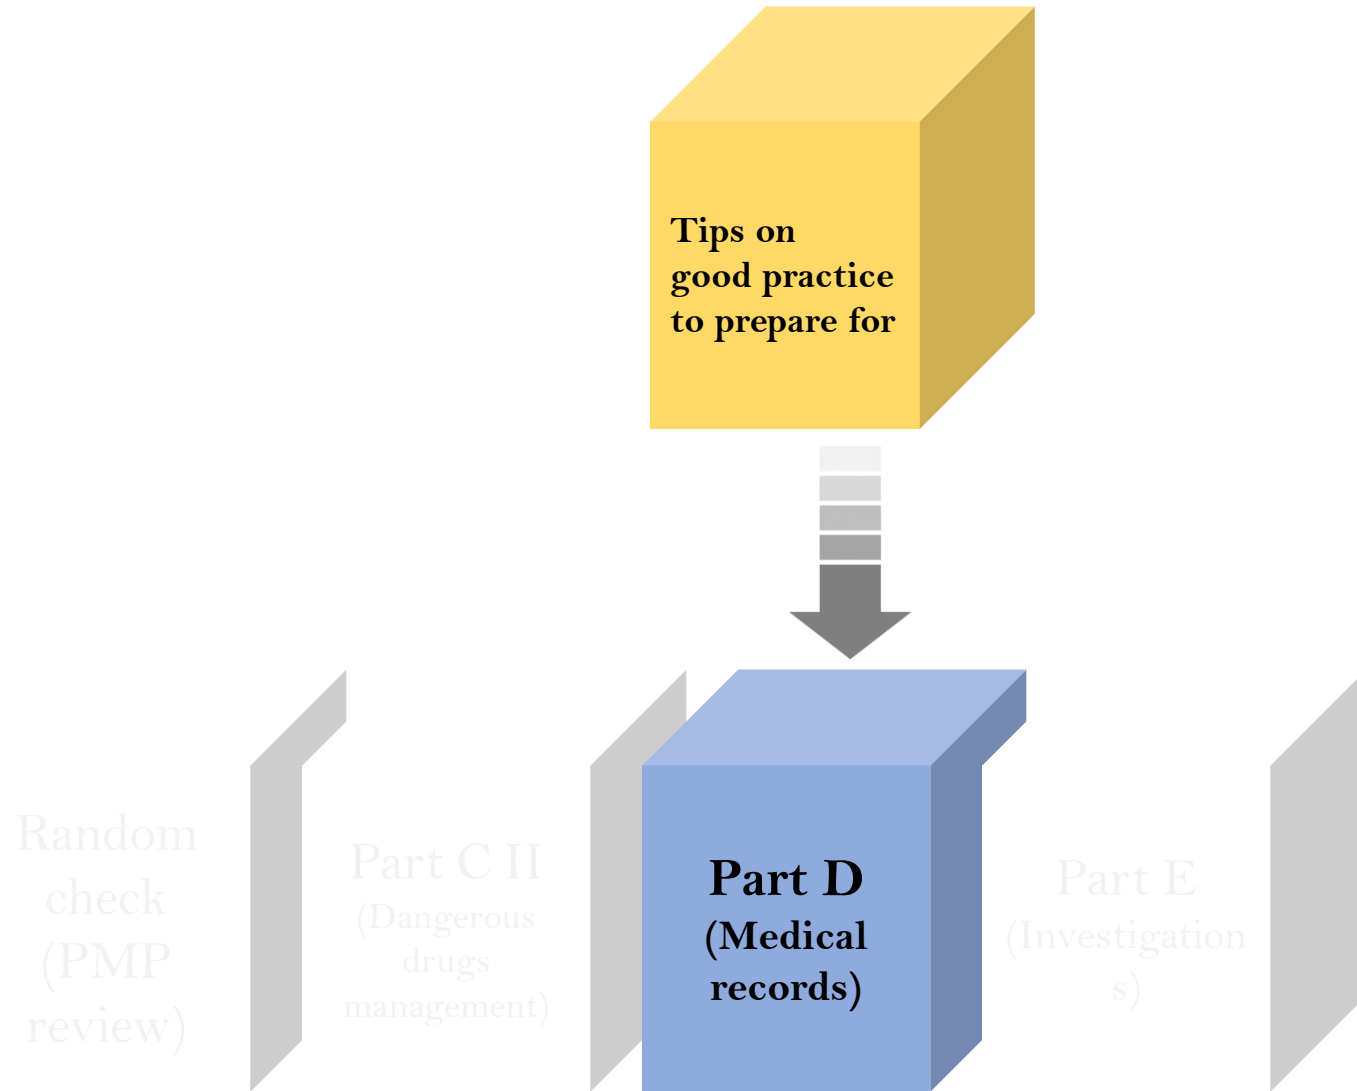 Tips on
good practice
to prepare for
Random
check
(PMP
review)
Part C II
(Dangerous
drugs
management)
Part D
(Medical
records)
Part E
(Investigation
s)